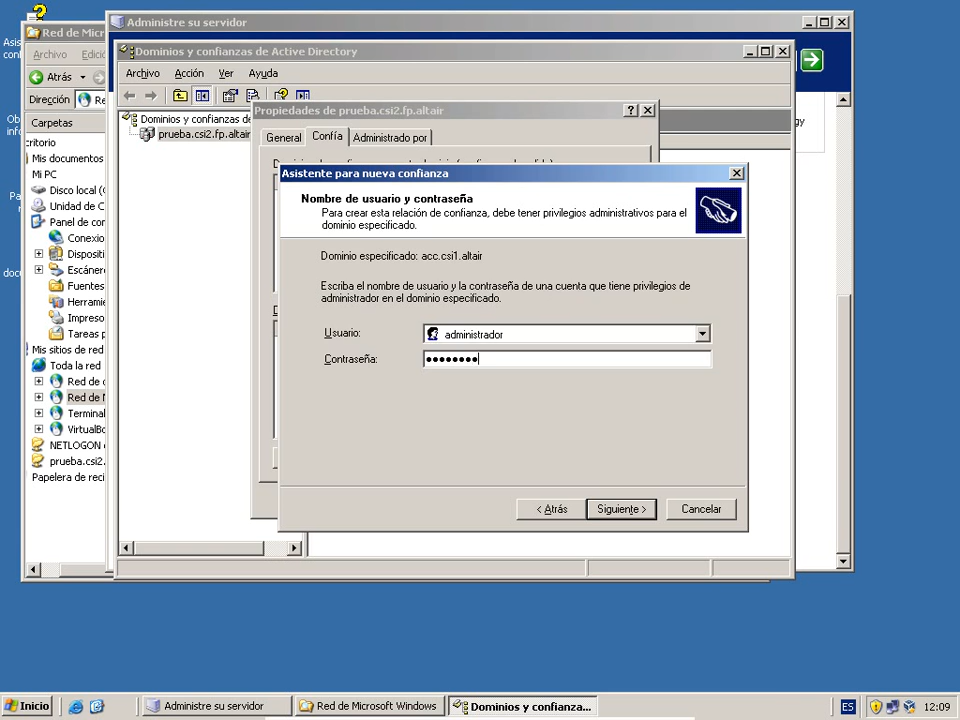 Administre su servidor
Red de Micr
Archivo
Edició
Atrás
Dirección
Re
Carpetas
critorio
Mis documentos
Mi PC
Disco local (C
Unidad de C
Panel de con
Conexio
Dispositi
Escáner
Fuentes
Herramie
Impreso
Tareas p
Mis sitios de red
Toda la red
Red de
Red de M
Terminal
VirtualBo
NETLOGON
prueba.csi2.
Papelera de reci
Dominios y confianzas de Active Directory
Archivo Acción Ver Ayuda
Dominios y confianzas de
prueba.csi2.fp.altair
Propiedades de prueba.csi2.fp.altair
General Confía Administrado por
Asistente para nueva confianza
Nombre de usuario y contraseña
Para crear esta relación de confianza, debe tener privilegios administrativos para el
dominio especificado.
Dominio especificado: acc.csi1.altair
Escriba el nombre de usuario y la contraseña de una cuenta que tiene privilegios de
administrador en el dominio especificado.
Usuario: administrador
Contraseña: ●●●●●●●●
< Atrás Siguiente > Cancelar
Inicio
Administre su servidor
Red de Microsoft Windows
Dominios y confianza...
ES
12:09